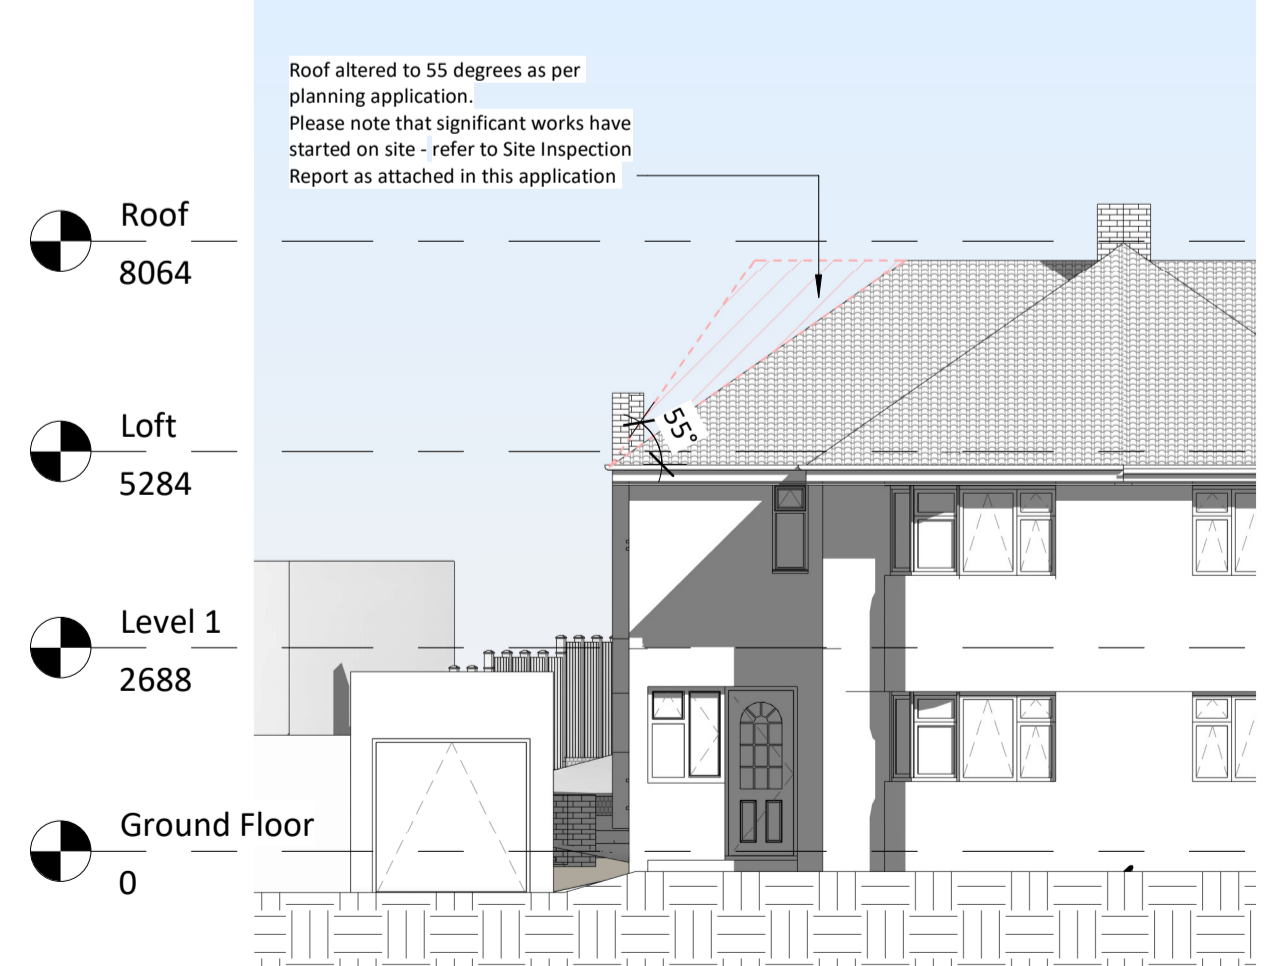 Roof altered to 55 degrees as per
planning application.
Please note that significant works have
started on site - refer to Site Inspection
Report as attached in this application
Roof
8064
55°
Loft
5284
Level 1
2688
Ground Floor
0